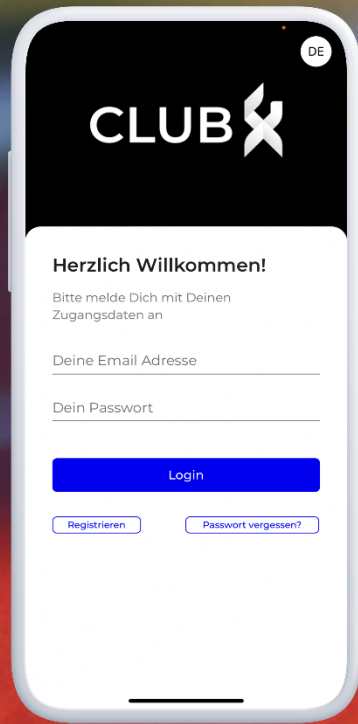 DE
CLUB
Herzlich Willkommen!
Bitte melde Dich mit Deinen
Zugangsdaten an
Deine Email Adresse
Dein Passwort
Login
Registrieren
Passwort vergessen?